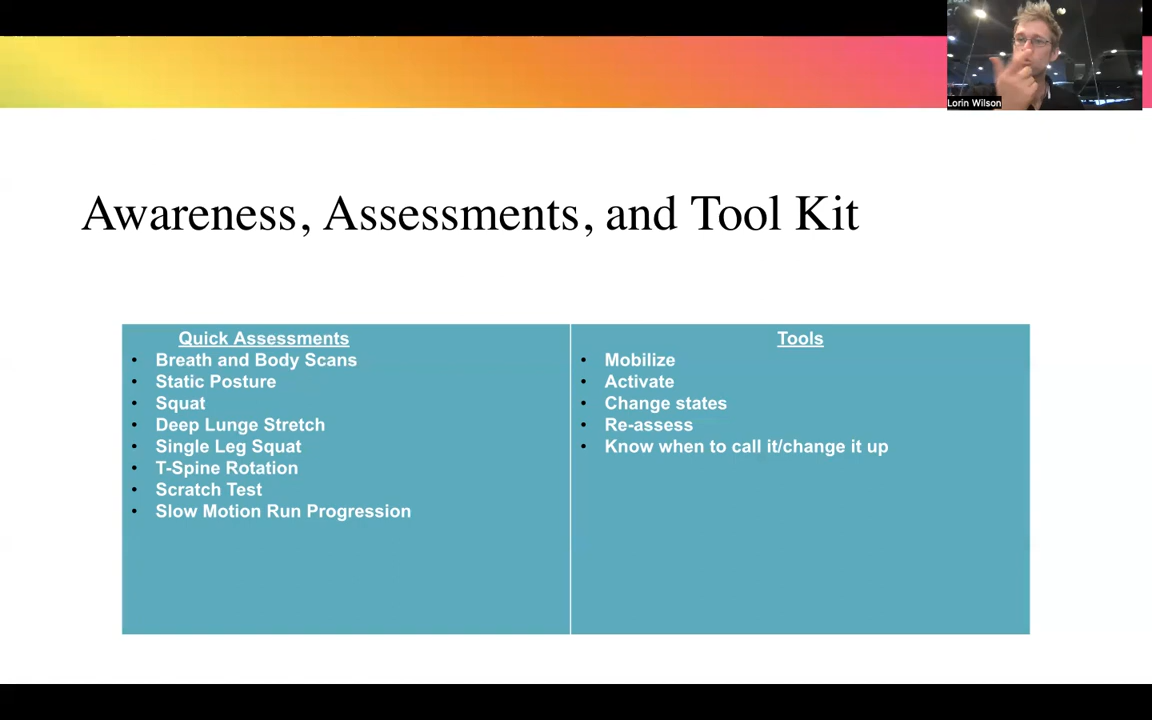 Lorin Wilson
Awareness, Assessments, and Tool Kit
Quick Assessments
Breath and Body Scans
Static Posture
Squat
Deep Lunge Stretch
Single Leg Squat
T-Spine Rotation
Scratch Test
Slow Motion Run Progression
Tools
Mobilize
Activate
Change states
Re-assess
Know when to call it/change it up